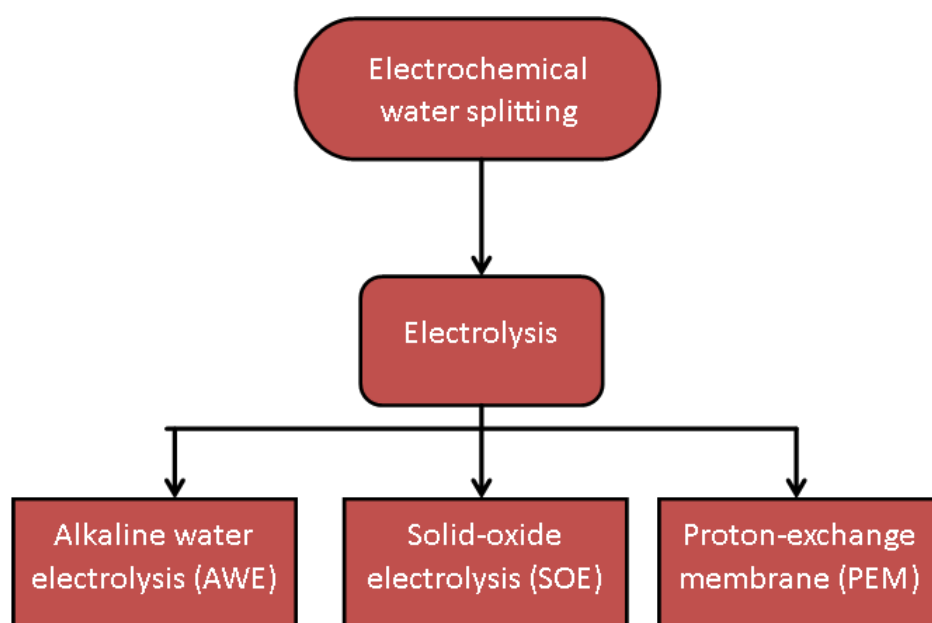 Electrochemical
water splitting
Electrolysis
Alkaline water
electrolysis (AWE)
Solid-oxide
electrolysis (SOE)
Proton-exchange
membrane (PEM)